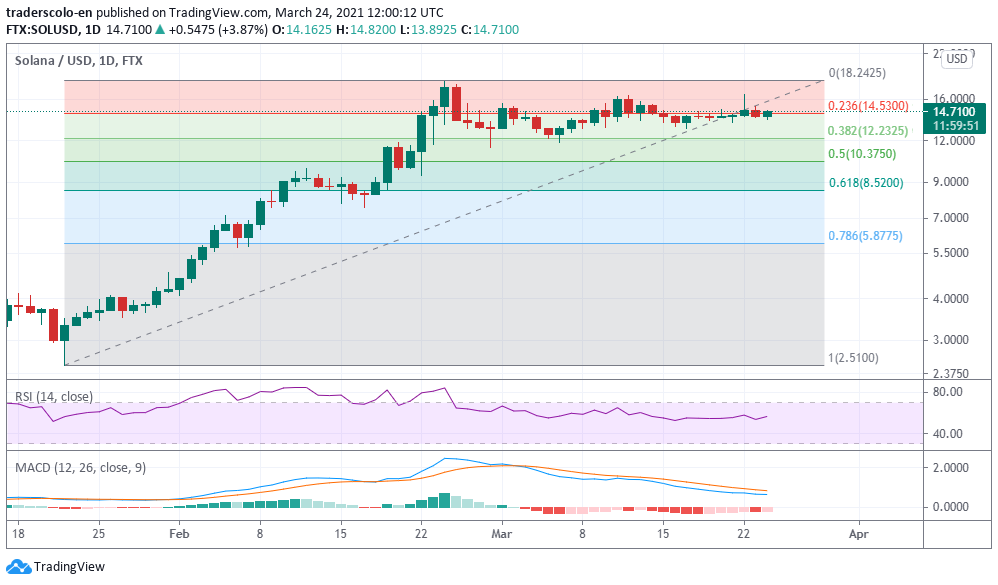 traderscolo-en published on TradingView.com, March 24, 2021 12:00:12 UTC
FTX:SOLUSD, 1D 14.7100 ▲ +0.5475 (+3.87%) O:14.1625 H:14.8200 L:13.8925 C:14.7100
Solana / USD, 1D, FTX
USD
0(18.2425)
16.0000
0.236(14.5300)
14.7100
11:59:51
0.382(12.2325)
12.0000
0.5(10.3750)
9.0000
0.618(8.5200)
7.0000
0.786(5.8775)
5.5000
4.0000
3.0000
1(2.5100)
2.3750
RSI (14, close)
80.00
40.00
MACD (12, 26, close, 9)
2.0000
0.0000
18 25 Feb 8 15 22 Mar 8 15 22 Apr
TradingView